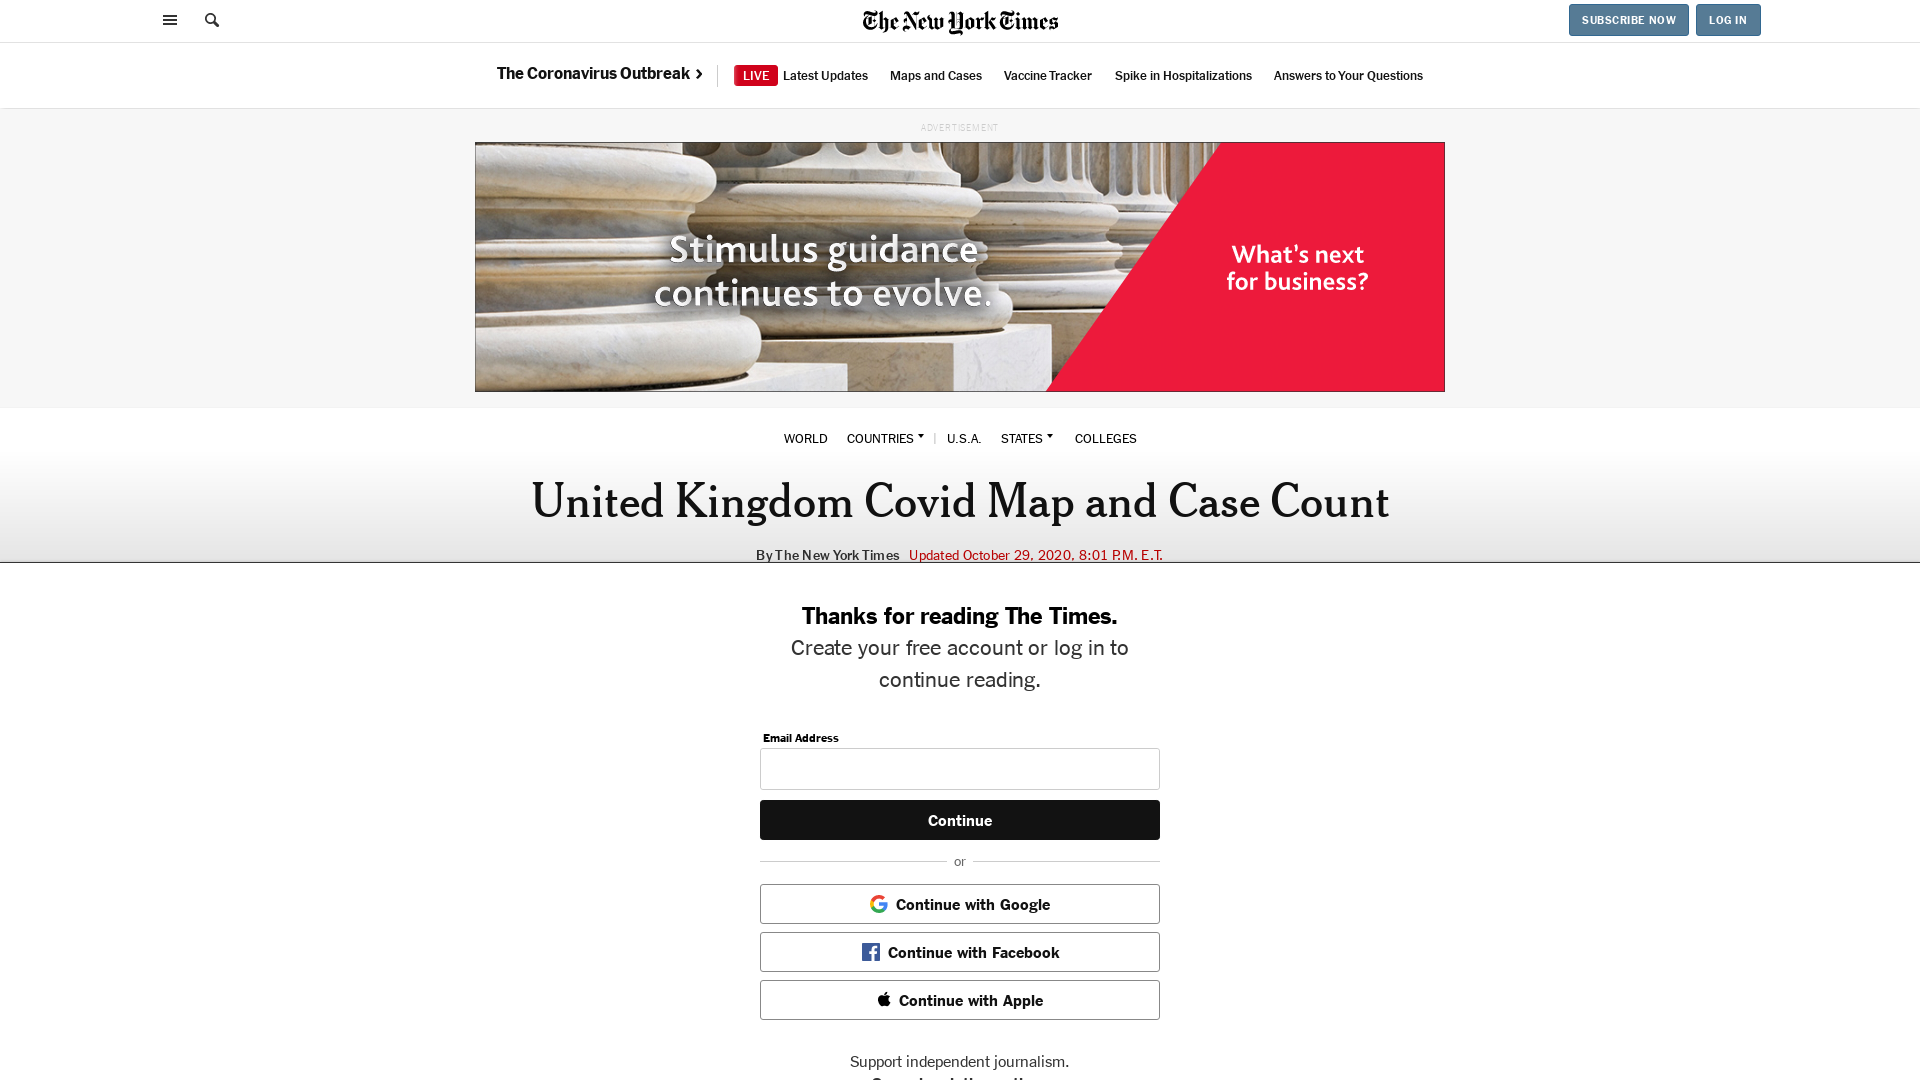 The New York Times
SUBSCRIBE NOW
LOG IN
The Coronavirus Outbreak
LIVE Latest Updates
Maps and Cases
Vaccine Tracker
Spike in Hospitalizations
Answers to Your Questions
ADVERTISEMENT
Stimulus guidance
continues to evolve.
What's next
for business?
WORLD
COUNTRIES
U.S.A.
STATES
COLLEGES
United Kingdom Covid Map and Case Count
By The New York Times Updated October 29, 2020, 8:01 P.M. E.T.
Thanks for reading The Times.
Create your free account or log in to
continue reading.
Email Address
Continue
or
Continue with Google
Continue with Facebook
Continue with Apple
Support independent journalism.